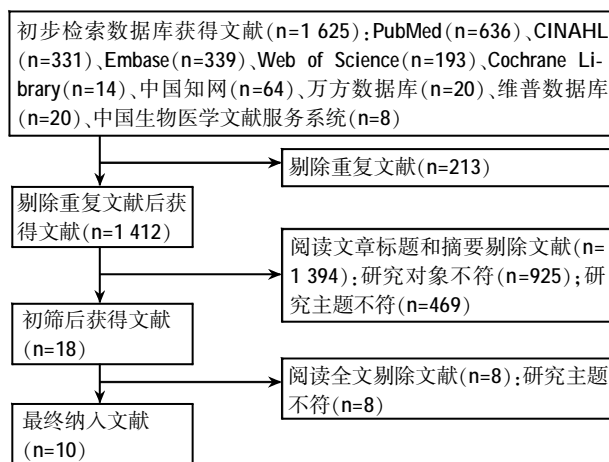 初步检索数据库获得文献(n=1 625):PubMed(n=636)、CINAHL
(n=331)、Embase(n=339)、Web of Science(n=193)、Cochrane Li-
brary(n=14)、中国知网(n=64)、万方数据库(n=20)、维普数据库
(n=20)、中国生物医学文献服务系统(n=8)
剔除重复文献(n=213)
剔除重复文献后获
得文献(n=1 412)
阅读文章标题和摘要剔除文献(n=
1 394):研究对象不符(n=925);研
究主题不符(n=469)
初筛后获得文献
(n=18)
阅读全文剔除文献(n=8):研究主题
不符(n=8)
最终纳入文献
(n=10)